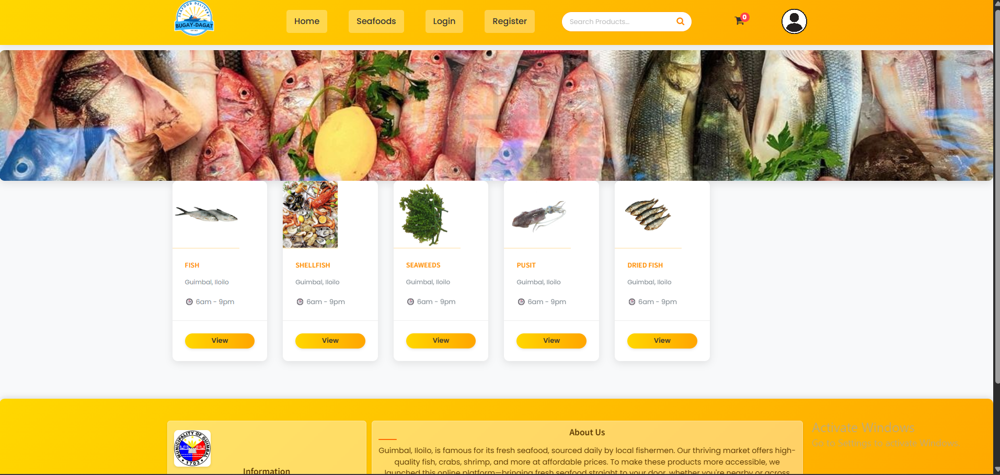 SEAFOOD DELIVERY
BUGAY-DAGAT
Home
Seafoods
Login
Register
Search Products...
0
FISH
Guimbal, Iloilo
6am - 9pm
View
SHELLFISH
Guimbal, Iloilo
6am - 9pm
View
SEAWEEDS
Guimbal, Iloilo
6am - 9pm
View
PUSIT
Guimbal, Iloilo
6am - 9pm
View
DRIED FISH
Guimbal, Iloilo
6am - 9pm
View
MUNICIPALITY OF GUIMBAL
1703
Information
About Us
Guimbal, Iloilo, is famous for its fresh seafood, sourced daily by local fishermen. Our thriving market offers high-
quality fish, crabs, shrimp, and more at affordable prices. To make these products more accessible, we
launched this online platform—bringing fresh seafood straight to your door, whether you're nearby or across
Activate Windows
Go to Settings to activate Windows.